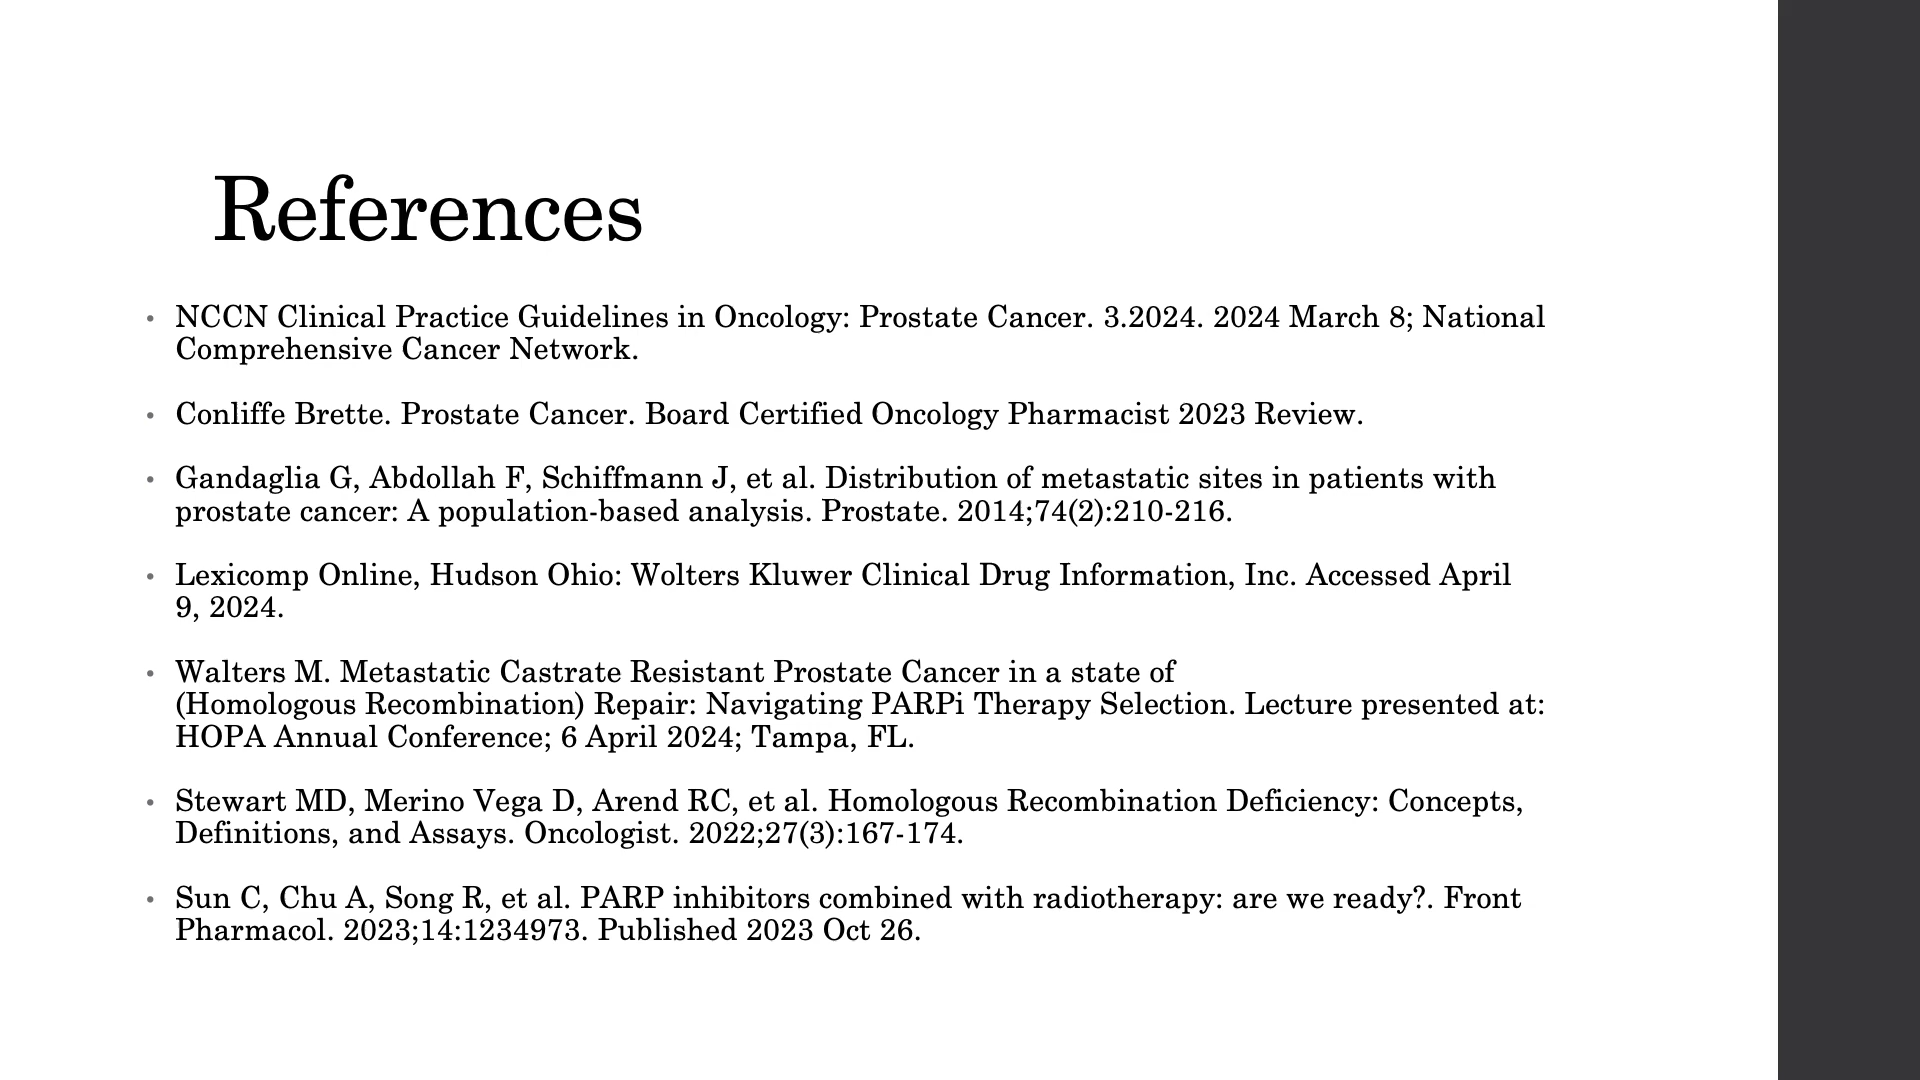 References
• NCCN Clinical Practice Guidelines in Oncology: Prostate Cancer. 3.2024. 2024 March 8; National
Comprehensive Cancer Network.
• Conliffe Brette. Prostate Cancer. Board Certified Oncology Pharmacist 2023 Review.
• Gandaglia G, Abdollah F, Schiffmann J, et al. Distribution of metastatic sites in patients with
prostate cancer: A population-based analysis. Prostate. 2014;74(2):210-216.
• Lexicomp Online, Hudson Ohio: Wolters Kluwer Clinical Drug Information, Inc. Accessed April
9, 2024.
• Walters M. Metastatic Castrate Resistant Prostate Cancer in a state of
(Homologous Recombination) Repair: Navigating PARPi Therapy Selection. Lecture presented at:
HOPA Annual Conference; 6 April 2024; Tampa, FL.
• Stewart MD, Merino Vega D, Arend RC, et al. Homologous Recombination Deficiency: Concepts,
Definitions, and Assays. Oncologist. 2022;27(3):167-174.
• Sun C, Chu A, Song R, et al. PARP inhibitors combined with radiotherapy: are we ready?. Front
Pharmacol. 2023;14:1234973. Published 2023 Oct 26.